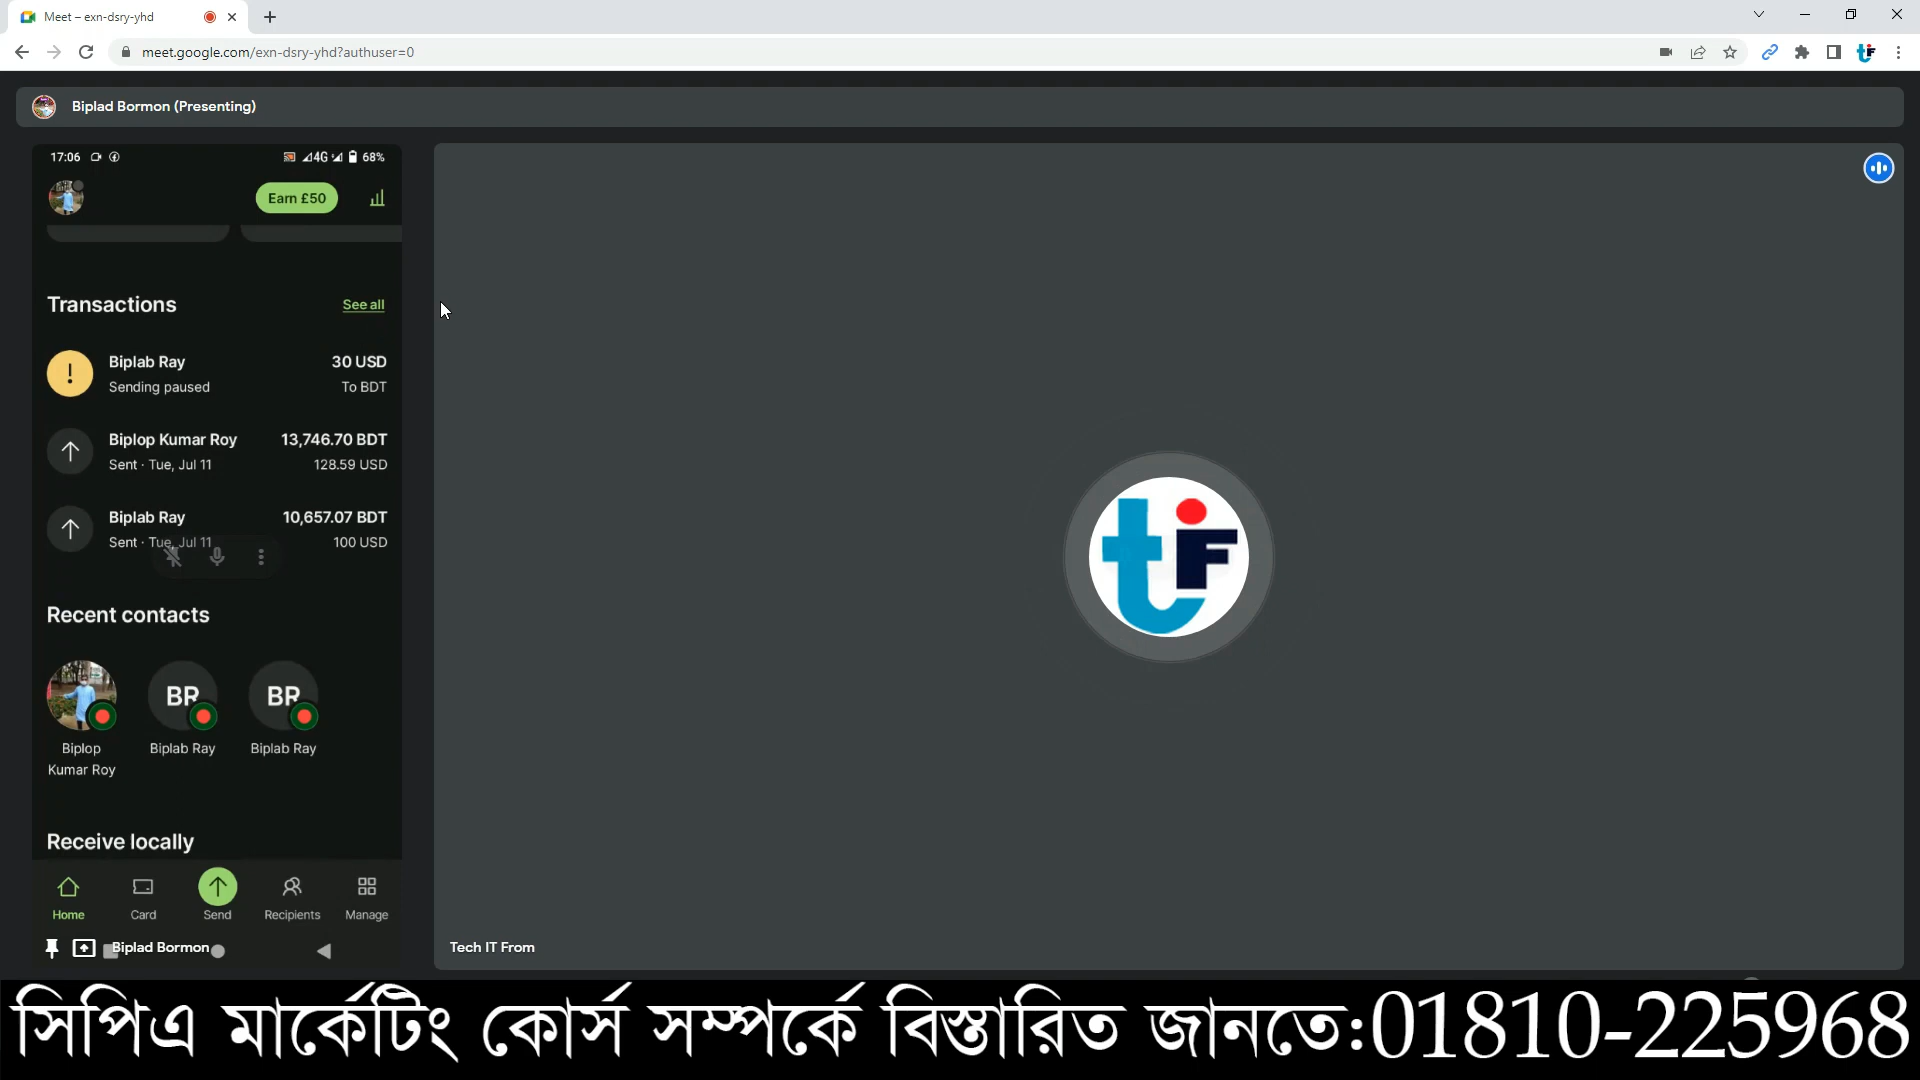 Meet – exn-dsry-yhd
meet.google.com/exn-dsry-yhd?authuser=0
Biplad Bormon (Presenting)
17:06 4G 68%
Earn £50
Transactions See all
Biplab Ray 30 USD
Sending paused To BDT
Biplop Kumar Roy 13,746.70 BDT
Sent · Tue, Jul 11 128.59 USD
Biplab Ray 10,657.07 BDT
Sent · Tue, Jul 11 100 USD
Recent contacts
BR BR
Biplop Kumar Roy
Biplab Ray
Biplab Ray
Receive locally
Home Card Send Recipients Manage
Biplad Bormon
tiF
Tech IT From
সিপিএ মার্কেটিং কোর্স সম্পর্কে বিস্তারিত জানতে:01810-225968